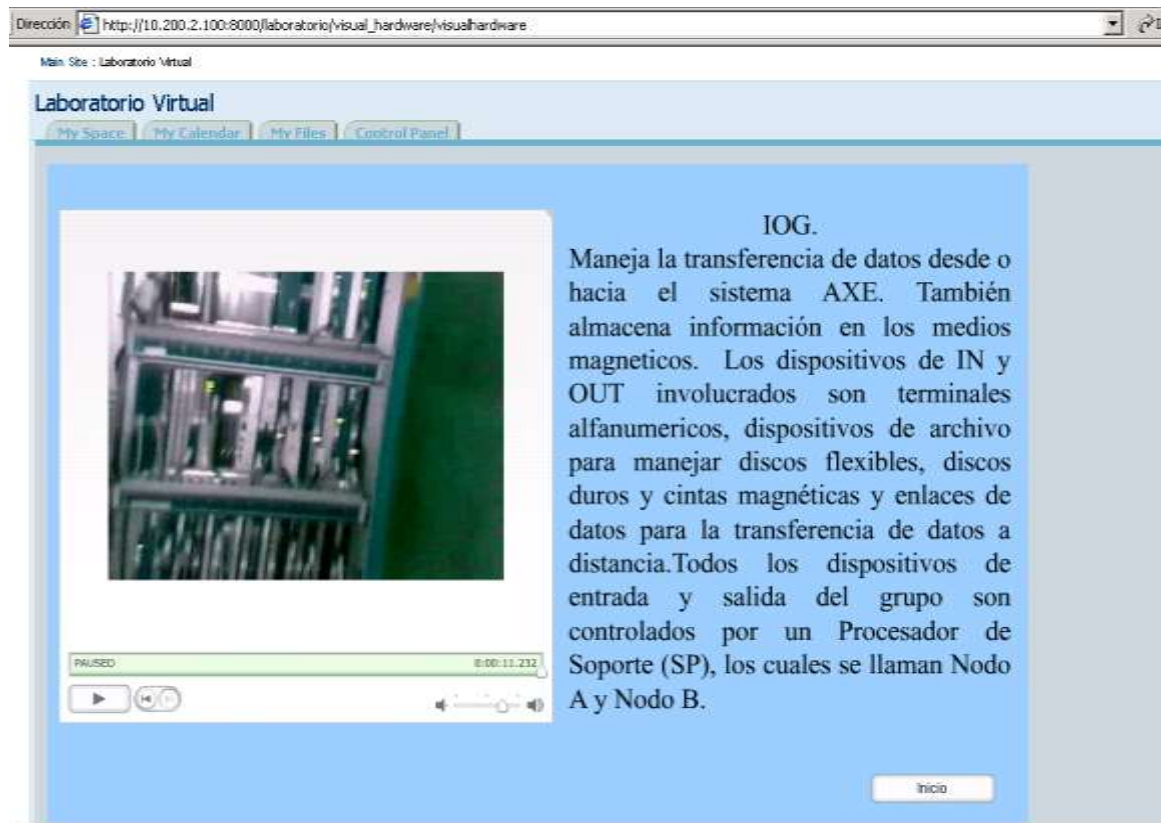 Dirección http://10.200.2.100:8000/laboratorio/visual_hardware/visualhardware
Main Site : Laboratorio Virtual
Laboratorio Virtual
My Space My Calendar My Files Control Panel
IOG.
Maneja la transferencia de datos desde o
hacia el sistema AXE. También
almacena información en los medios
magneticos. Los dispositivos de IN y
OUT involucrados son terminales
alfanumericos, dispositivos de archivo
para manejar discos flexibles, discos
duros y cintas magnéticas y enlaces de
datos para la transferencia de datos a
distancia.Todos los dispositivos de
entrada y salida del grupo son
controlados por un Procesador de
Soporte (SP), los cuales se llaman Nodo
A y Nodo B.
PAUSED 0:00:11.232
Inicio